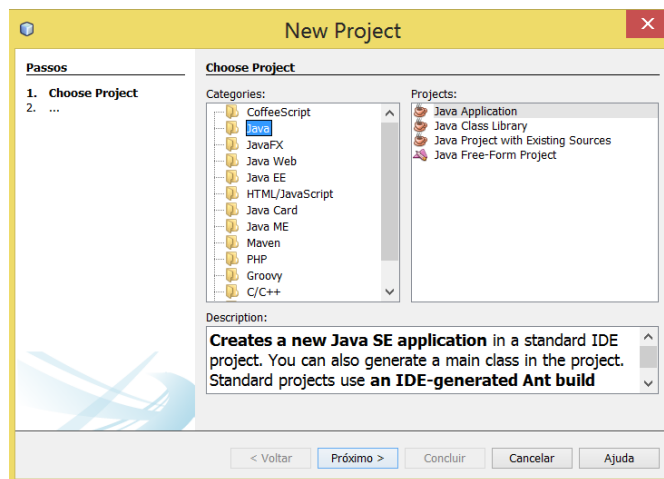 New Project
Passos
1. Choose Project
2. ...
Choose Project
Categories:
CoffeeScript
Java
JavaFX
Java Web
Java EE
HTML/JavaScript
Java Card
Java ME
Maven
PHP
Groovy
C/C++
Projects:
Java Application
Java Class Library
Java Project with Existing Sources
Java Free-Form Project
Description:
Creates a new Java SE application in a standard IDE
project. You can also generate a main class in the project.
Standard projects use an IDE-generated Ant build
< Voltar
Próximo >
Concluir
Cancelar
Ajuda